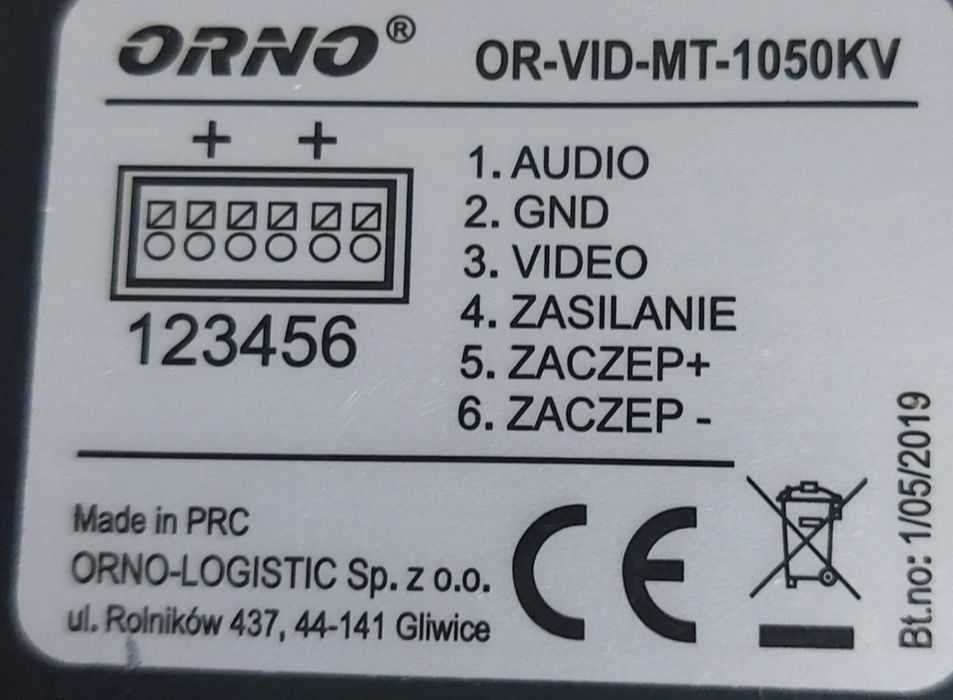 ORNO®
OR-VID-MT-1050KV
+ +
123456
1. AUDIO
2. GND
3. VIDEO
4. ZASILANIE
5. ZACZEP+
6. ZACZEP -
Made in PRC
ORNO-LOGISTIC Sp. z o.o.
ul. Rolników 437, 44-141 Gliwice
CE
Bt.no: 1/05/2019